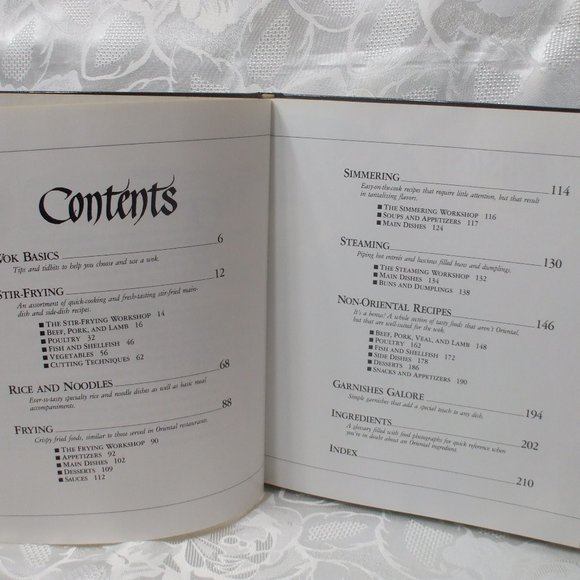 Contents
WOK BASICS 6
Tips and tidbits to help you choose and use a wok.
STIR-FRYING 12
An assortment of quick-cooking and fresh-tasting stir-fried main-
dish and side-dish recipes.
■ THE STIR-FRYING WORKSHOP 14
■ BEEF, PORK, AND LAMB 16
■ POULTRY 32
■ FISH AND SHELLFISH 46
■ VEGETABLES 56
■ CUTTING TECHNIQUES 62
RICE AND NOODLES 68
Ever-so-tasty specialty rice and noodle dishes as well as basic meal
accompaniments.
FRYING 88
Crispy fried foods, similar to those served in Oriental restaurants.
■ THE FRYING WORKSHOP 90
■ APPETIZERS 92
■ MAIN DISHES 102
■ DESSERTS 109
■ SAUCES 112
SIMMERING 114
Easy-on-the-cook recipes that require little attention, but that result
in tantalizing flavors.
■ THE SIMMERING WORKSHOP 116
■ SOUPS AND APPETIZERS 117
■ MAIN DISHES 124
STEAMING 130
Piping hot entrées and luscious filled buns and dumplings.
■ THE STEAMING WORKSHOP 132
■ MAIN DISHES 134
■ BUNS AND DUMPLINGS 138
NON-ORIENTAL RECIPES 146
It's a bonus! A whole section of tasty foods that aren't Oriental,
but that are well-suited for the wok.
■ BEEF, PORK, VEAL, AND LAMB 148
■ POULTRY 162
■ FISH AND SHELLFISH 172
■ SIDE DISHES 178
■ DESSERTS 186
■ SNACKS AND APPETIZERS 190
GARNISHES GALORE 194
Simple garnishes that add a special touch to any dish.
INGREDIENTS 202
A glossary filled with food photographs for quick reference when
you're in doubt about an Oriental ingredient.
INDEX 210